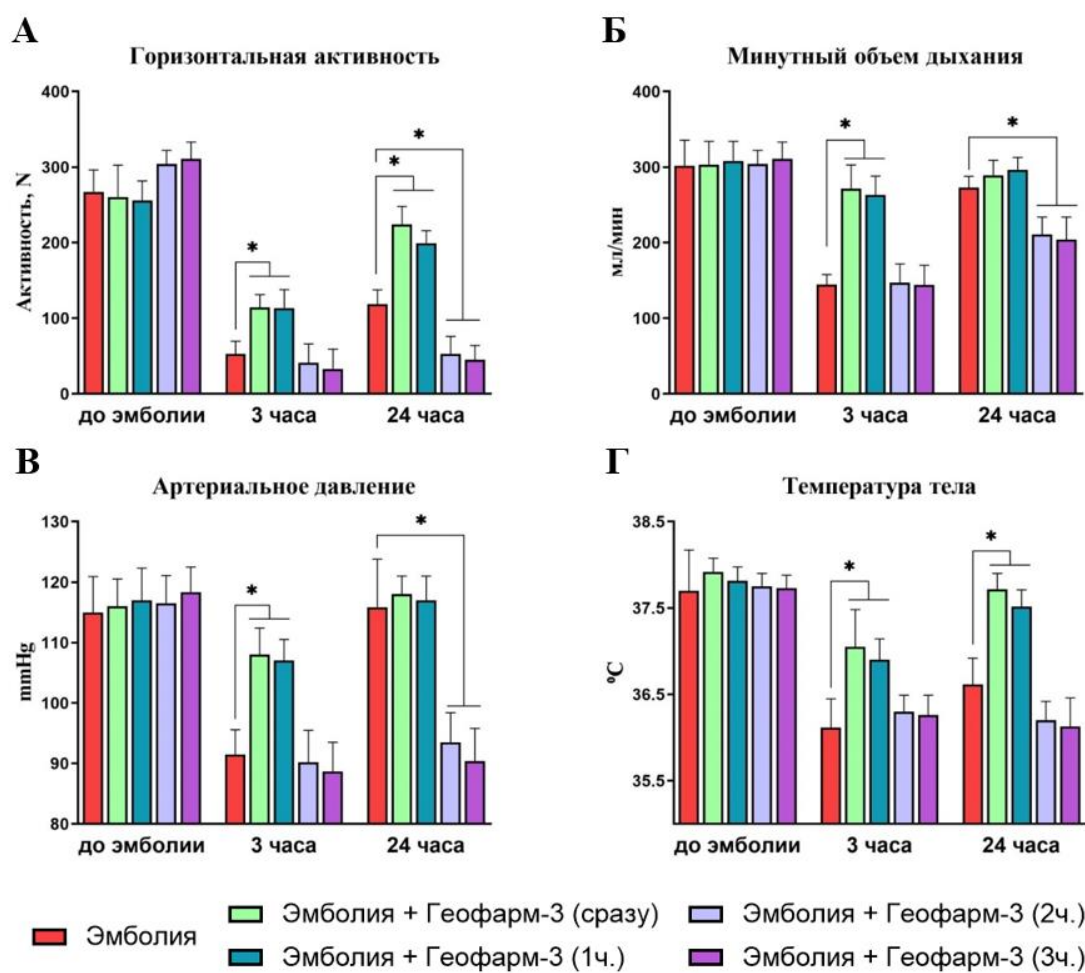 А
Горизонтальная активность
Активность, N
400
300
200
100
0
*
*
*
до эмболии
3 часа
24 часа
Б
Минутный объем дыхания
мл/мин
400
300
200
100
0
*
*
до эмболии
3 часа
24 часа
В
Артериальное давление
mmHg
130
120
110
100
90
80
*
*
до эмболии
3 часа
24 часа
Г
Температура тела
⁰C
38.5
37.5
36.5
35.5
*
*
до эмболии
3 часа
24 часа
Эмболия
Эмболия + Геофарм-3 (сразу)
Эмболия + Геофарм-3 (1ч.)
Эмболия + Геофарм-3 (2ч.)
Эмболия + Геофарм-3 (3ч.)